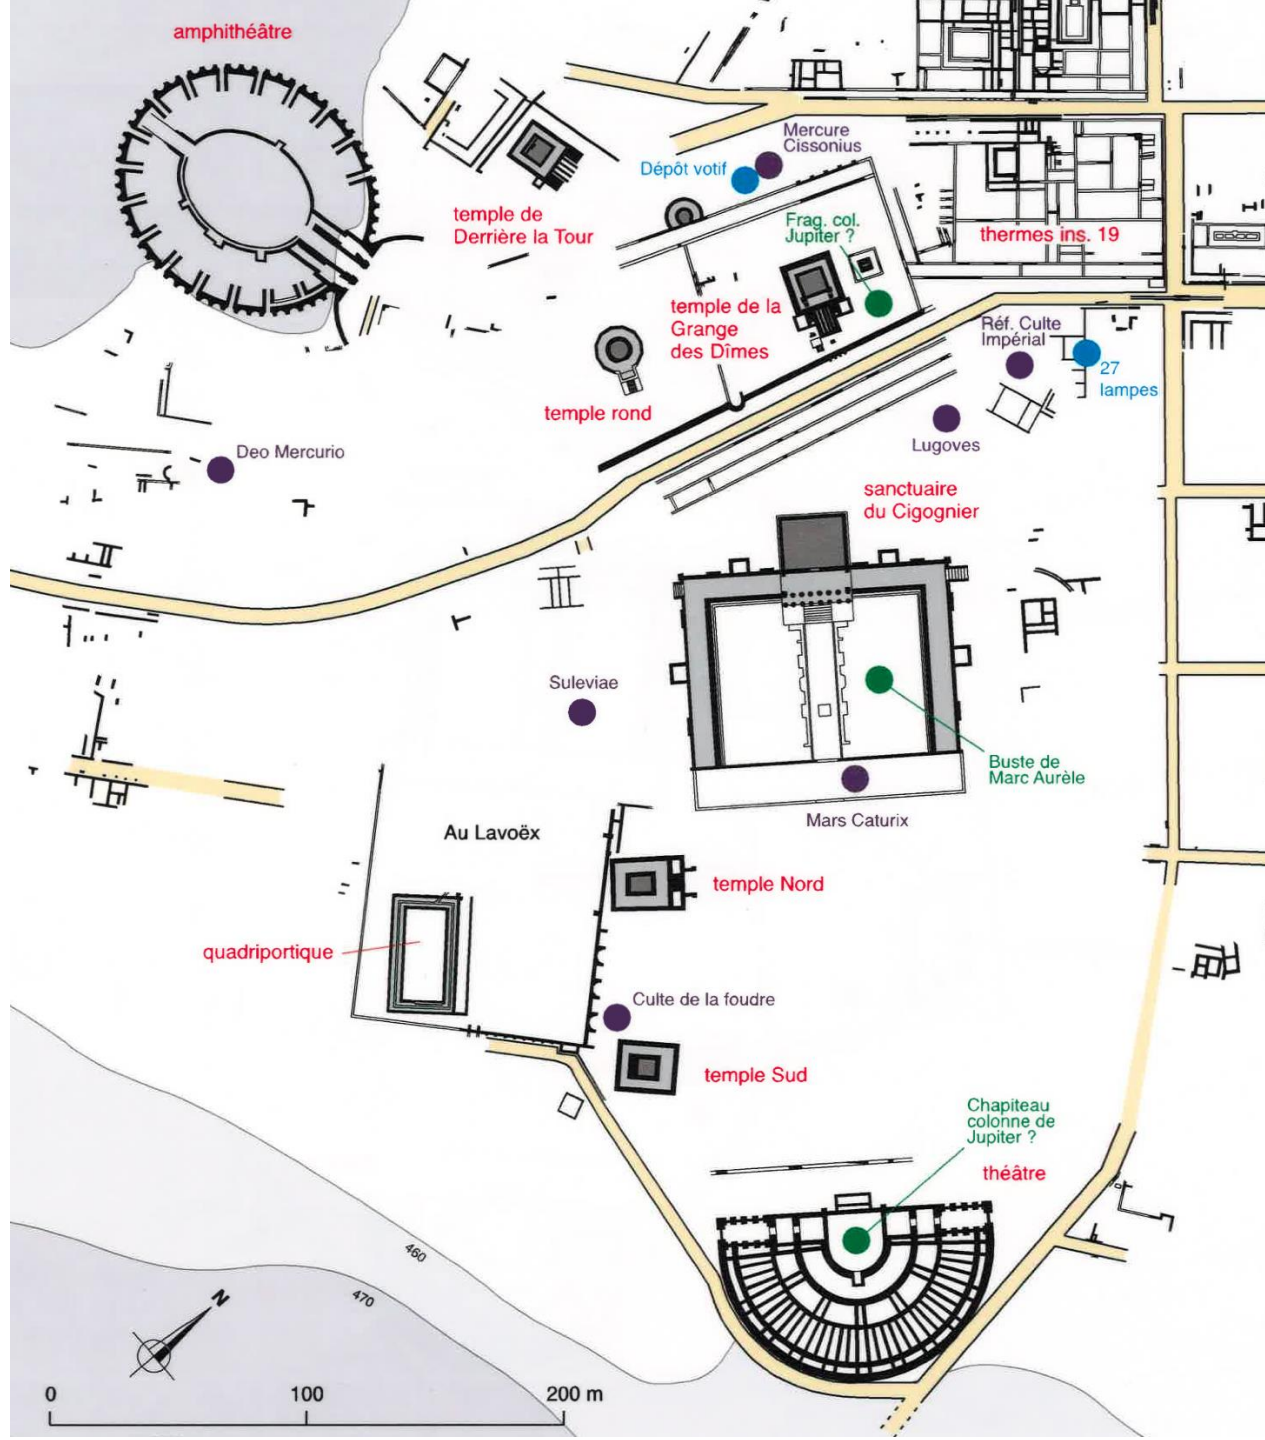 amphithéâtre
Mercure
Cissonius
Dépôt votif
temple de
Derrière la Tour
Frag. col.
Jupiter ?
thermes ins. 19
temple de la
Grange
des Dîmes
Réf. Culte
Impérial
27
lampes
temple rond
Lugoves
Deo Mercurio
sanctuaire
du Cigognier
Suleviae
Buste de
Marc Aurèle
Mars Caturix
Au Lavoëx
temple Nord
quadriportique
Culte de la foudre
temple Sud
Chapiteau
colonne de
Jupiter ?
théâtre
460
470
N
0 100 200 m